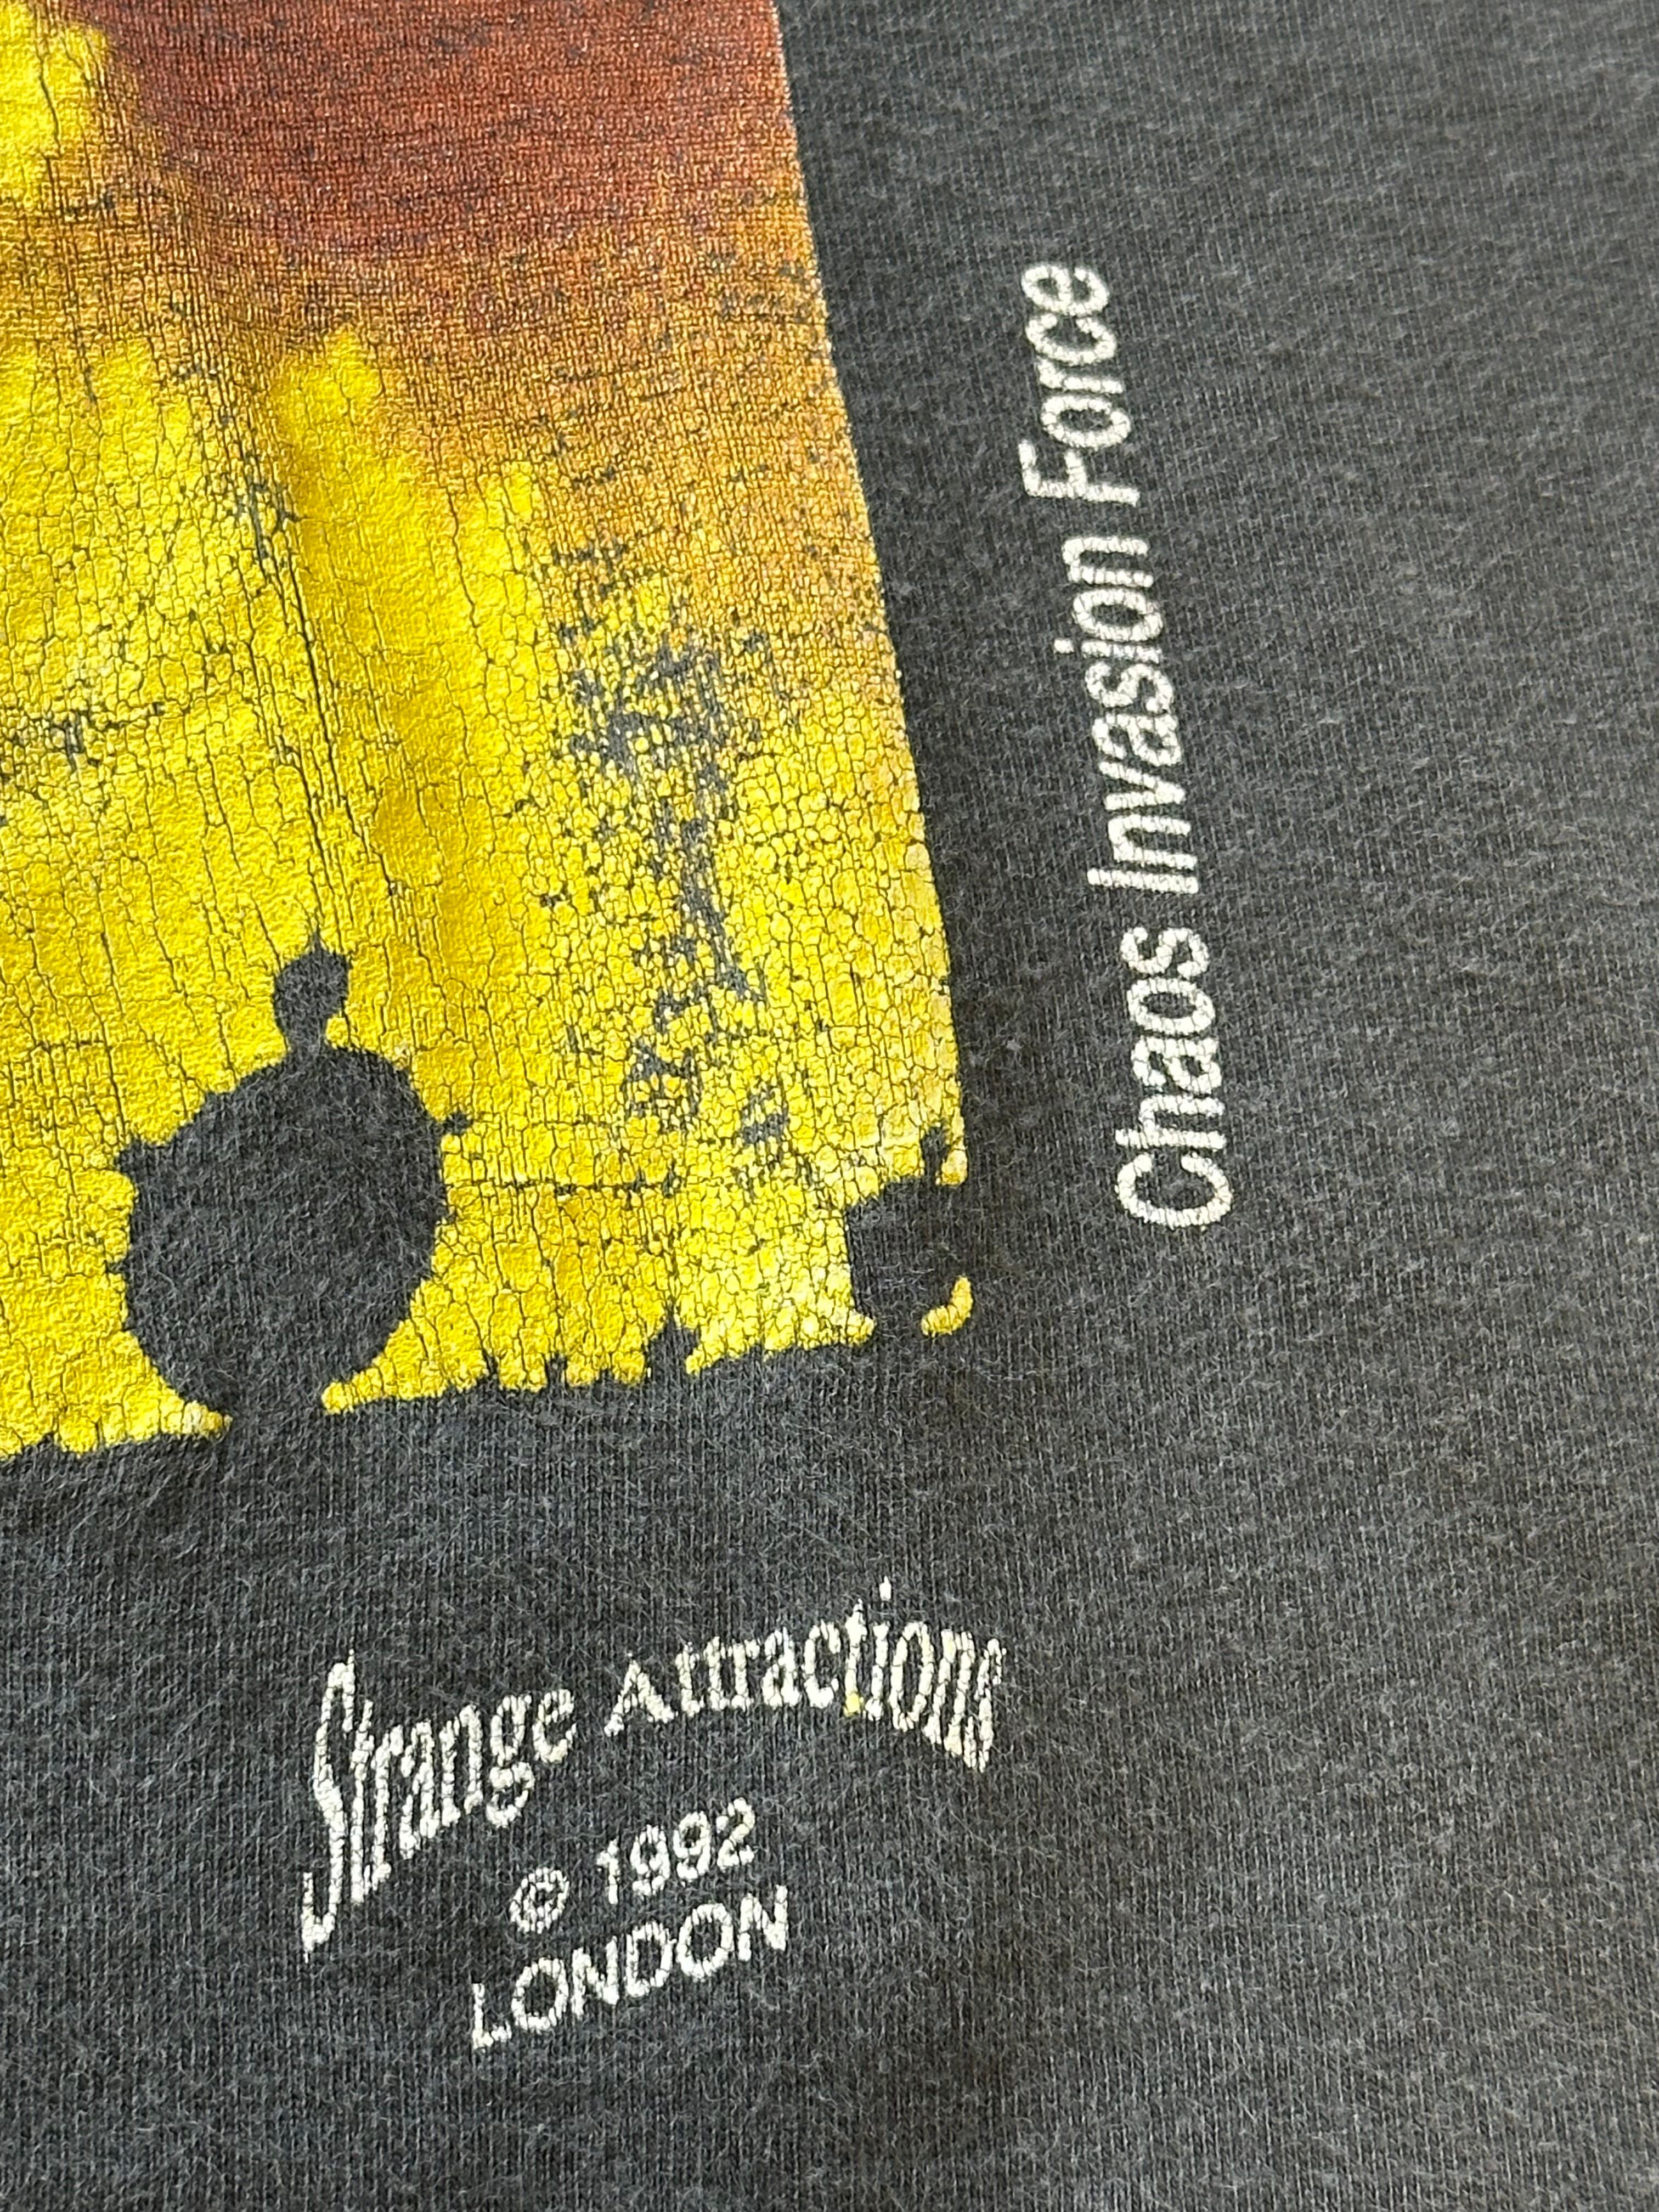 Chaos Invasion Force
Strange Attractions
© 1992
LONDON